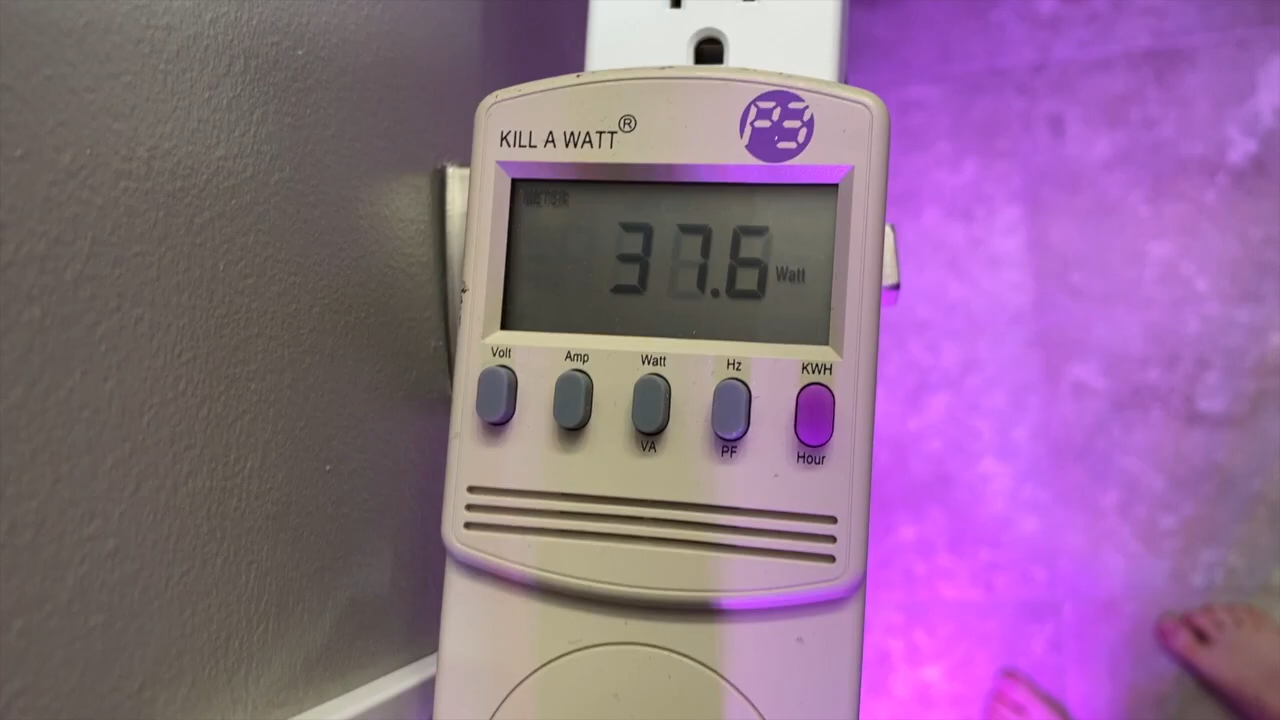 KILL A WATT®
P3
37.6 Watt
Volt Amp Watt Hz KWH
VA PF Hour